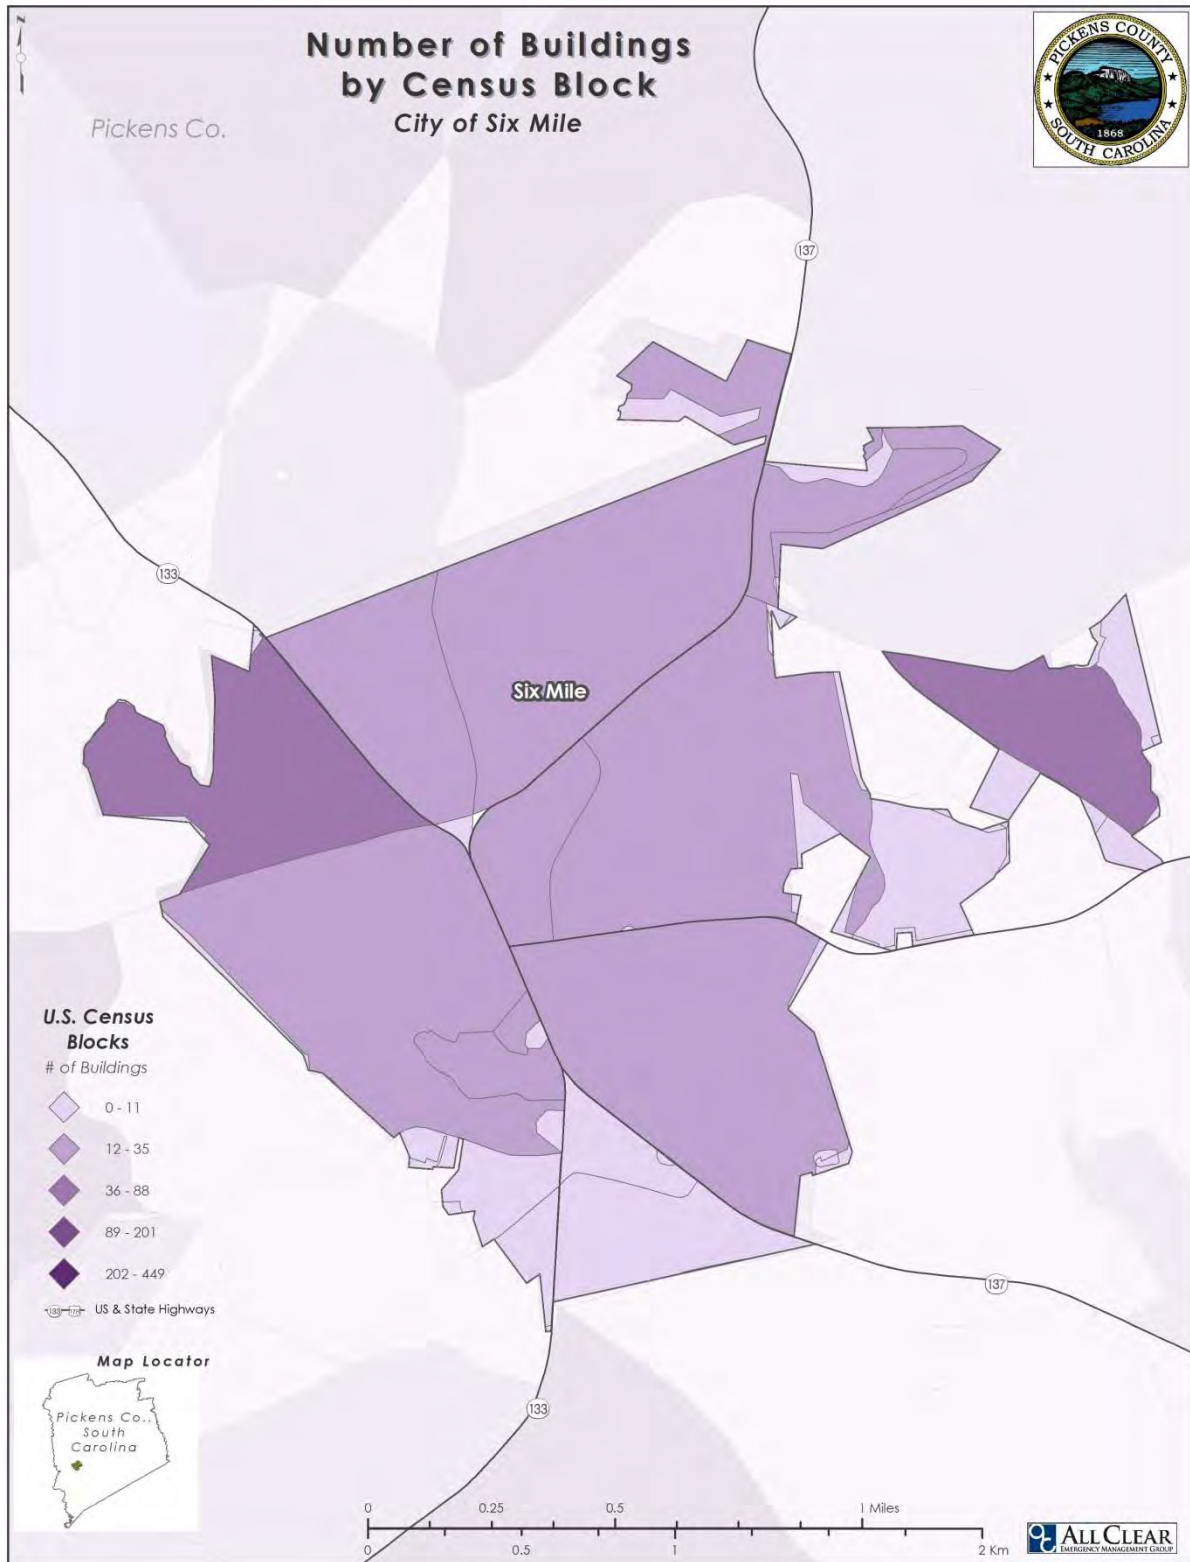 N
Number of Buildings
by Census Block
City of Six Mile
Pickens Co.
PICKENS COUNTY
1868
SOUTH CAROLINA
137
133
Six Mile
U.S. Census
Blocks
# of Buildings
0 - 11
12 - 35
36 - 88
89 - 201
202 - 449
US & State Highways
137
Map Locator
Pickens Co.,
South
Carolina
133
0 0.25 0.5 1 Miles
0 0.5 1 2 Km
ALL CLEAR
EMERGENCY MANAGEMENT GROUP